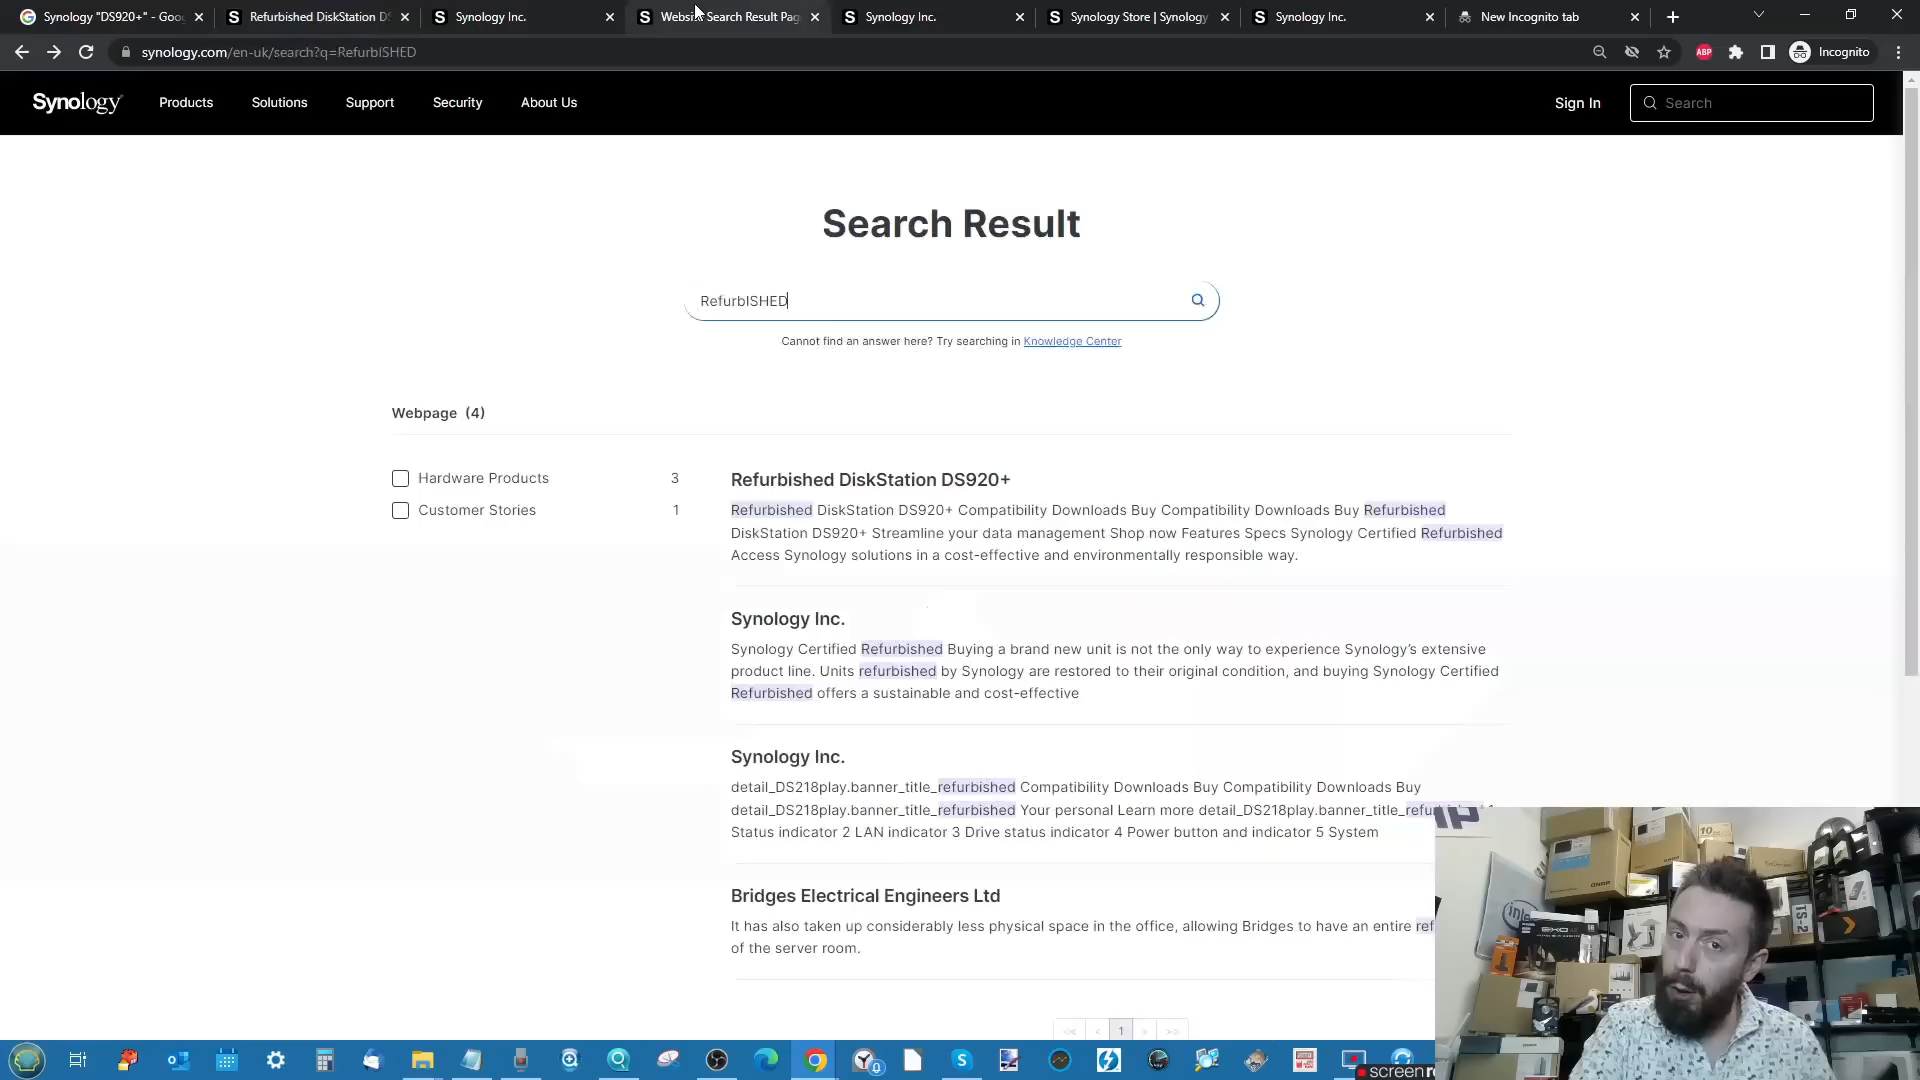 Synology "DS920+" - Goo
Refurbished DiskStation DS
Synology Inc.
Website Search Result Pag
Synology Inc.
Synology Store | Synology
Synology Inc.
New Incognito tab
synology.com/en-uk/search?q=RefurbISHED
ABP
Incognito
Synology
Products
Solutions
Support
Security
About Us
Sign In
Search
Search Result
RefurbISHED
Cannot find an answer here? Try searching in Knowledge Center
Webpage (4)
Hardware Products 3
Customer Stories 1
Refurbished DiskStation DS920+
Refurbished DiskStation DS920+ Compatibility Downloads Buy Compatibility Downloads Buy Refurbished
DiskStation DS920+ Streamline your data management Shop now Features Specs Synology Certified Refurbished
Access Synology solutions in a cost-effective and environmentally responsible way.
Synology Inc.
Synology Certified Refurbished Buying a brand new unit is not the only way to experience Synology's extensive
product line. Units refurbished by Synology are restored to their original condition, and buying Synology Certified
Refurbished offers a sustainable and cost-effective
Synology Inc.
detail_DS218play.banner_title_refurbished Compatibility Downloads Buy Compatibility Downloads Buy
detail_DS218play.banner_title_refurbished Your personal Learn more detail_DS218play.banner_title_refu
Status indicator 2 LAN indicator 3 Drive status indicator 4 Power button and indicator 5 System
Bridges Electrical Engineers Ltd
It has also taken up considerably less physical space in the office, allowing Bridges to have an entire ref
of the server room.
<< < 1 > >>
intel
QNAP
10
TS-2
screen